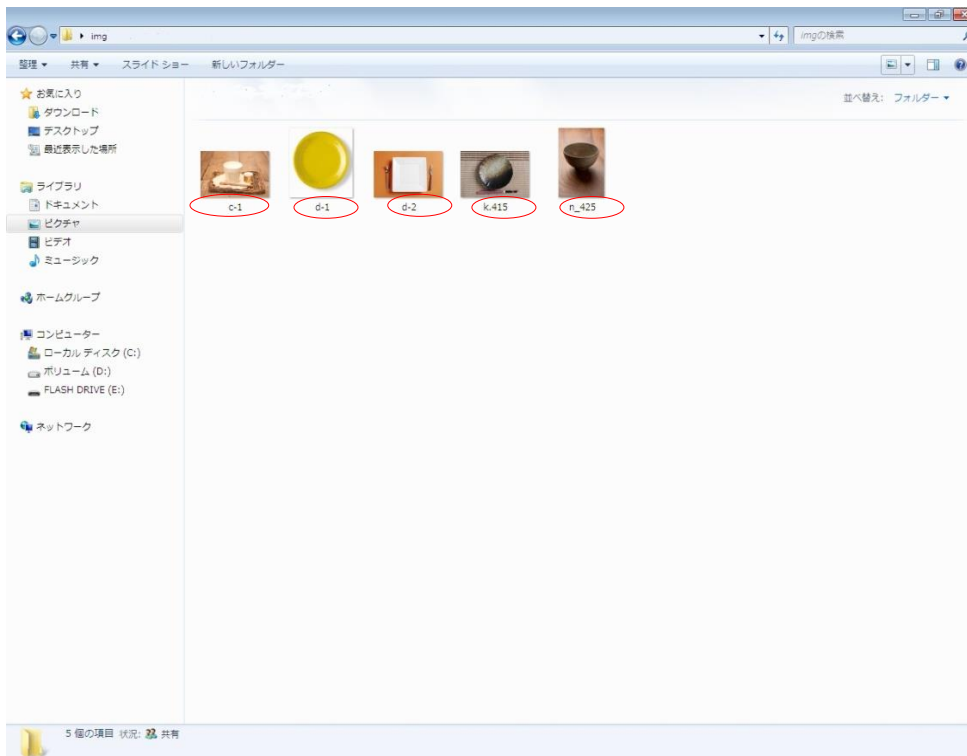 img
imgの検索
整理 共有 スライド ショー 新しいフォルダー
並べ替え: フォルダー
お気に入り
ダウンロード
デスクトップ
最近表示した場所
ライブラリ
ドキュメント
ピクチャ
ビデオ
ミュージック
ホームグループ
コンピューター
ローカル ディスク (C:)
ボリューム (D:)
FLASH DRIVE (E:)
ネットワーク
c-1 d-1 d-2 k.415 n_425
5 個の項目 状況: 共有